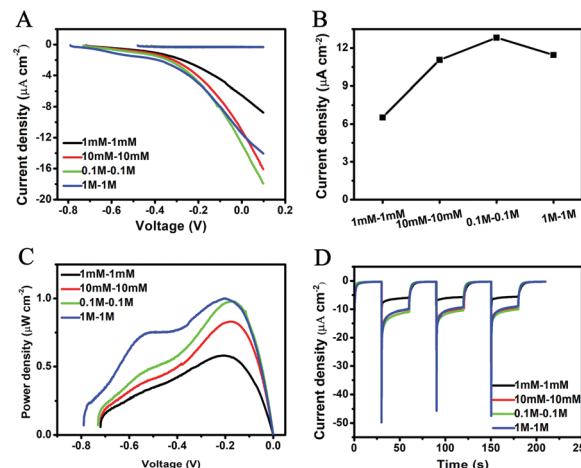 A
Current density (μA cm⁻²)
0
-4
-8
-12
-16
-20
1mM-1mM
10mM-10mM
0.1M-0.1M
1M-1M
-0.8
-0.6
-0.4
-0.2
0.0
0.2
Voltage (V)
B
Current density (μA cm⁻²)
12
9
6
3
0
1mM-1mM
10mM-10mM
0.1M-0.1M
1M-1M
C
Power density (μW cm⁻²)
1.0
0.5
0.0
1mM-1mM
10mM-10mM
0.1M-0.1M
1M-1M
-0.8
-0.6
-0.4
-0.2
0.0
Voltage (V)
D
Current density (μA cm⁻²)
0
-10
-20
-30
-40
-50
1mM-1mM
10mM-10mM
0.1M-0.1M
1M-1M
0
50
100
150
200
250
Time (s)